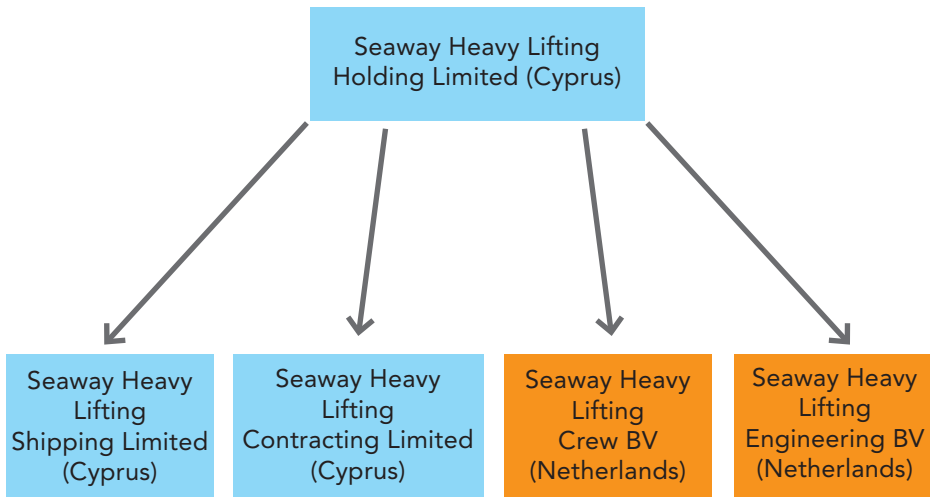 Seaway Heavy Lifting
Holding Limited (Cyprus)
Seaway Heavy
Lifting
Shipping Limited
(Cyprus)
Seaway Heavy
Lifting
Contracting Limited
(Cyprus)
Seaway Heavy
Lifting
Crew BV
(Netherlands)
Seaway Heavy
Lifting
Engineering BV
(Netherlands)